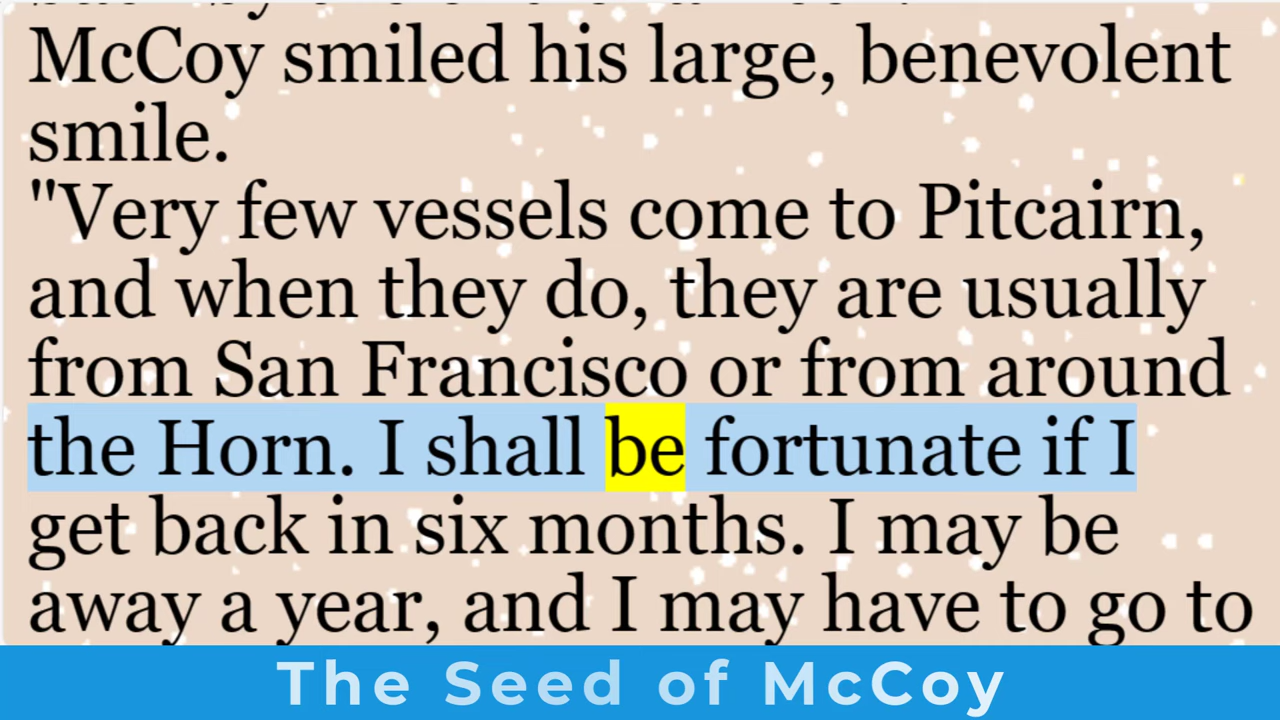 McCoy smiled his large, benevolent
smile.
"Very few vessels come to Pitcairn,
and when they do, they are usually
from San Francisco or from around
the Horn. I shall be fortunate if I
get back in six months. I may be
away a year, and I may have to go to
The Seed of McCoy